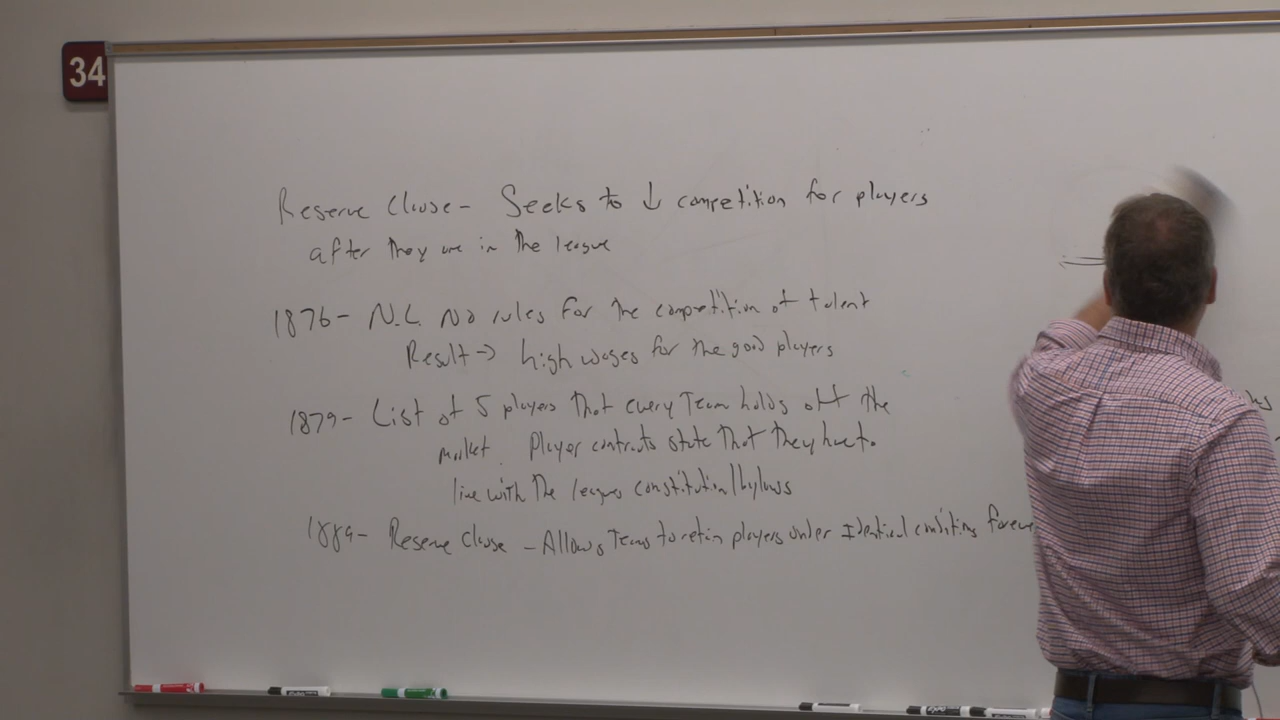 34
Reserve Clause - Seeks to ↓ competition for players
after they are in the league
1876 - N.L. No rules for the competition of talent
Result → high wages for the good players
1879 - List of 5 players that every Team holds off the
market. Player contracts state that they have to
live with the leagues constitution/bylaws
1889 - Reserve Clause - Allows Teams to retain players under Identical conditions forever